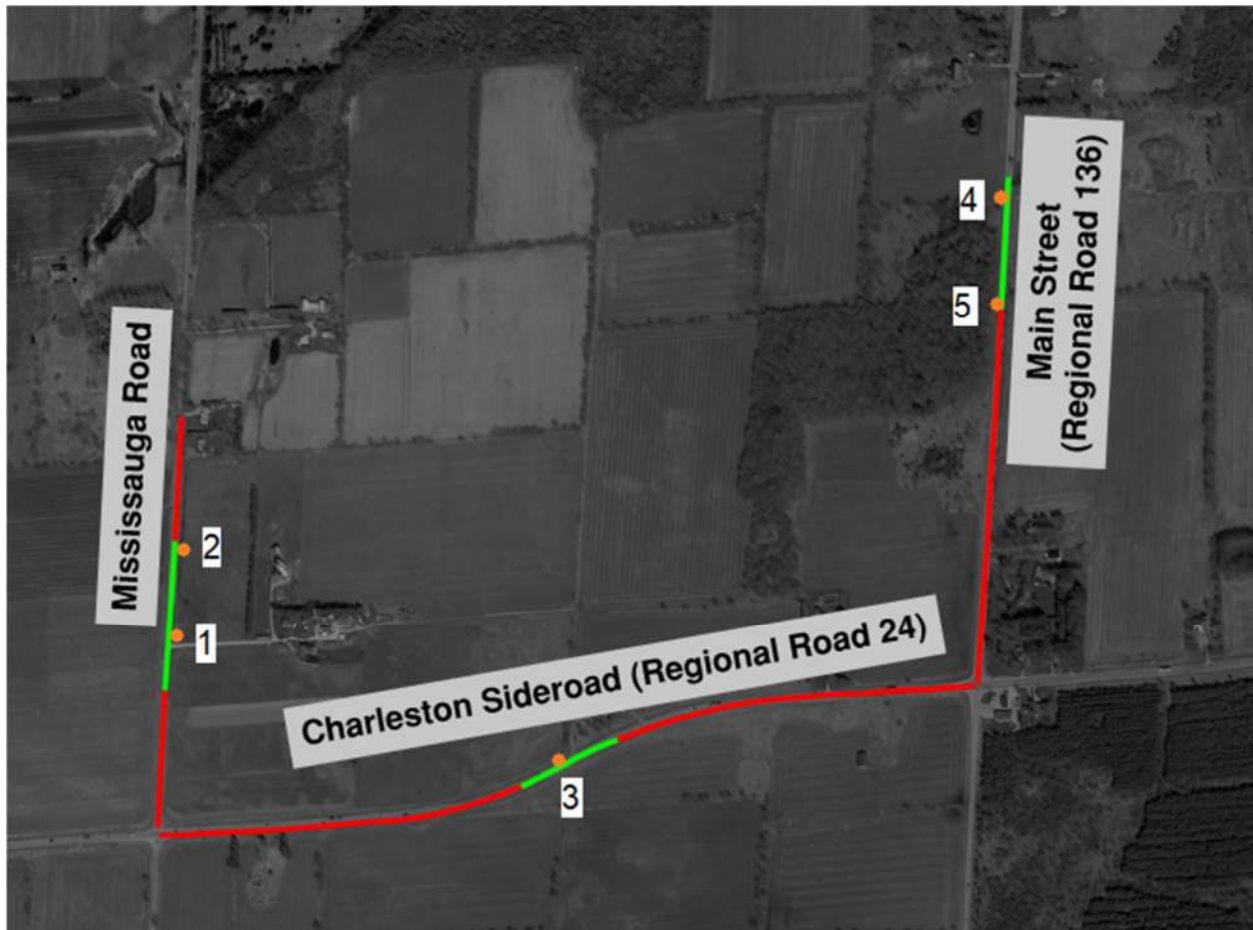 4
Main Street
(Regional Road 136)
5
Mississauga Road
2
1
Charleston Sideroad (Regional Road 24)
3